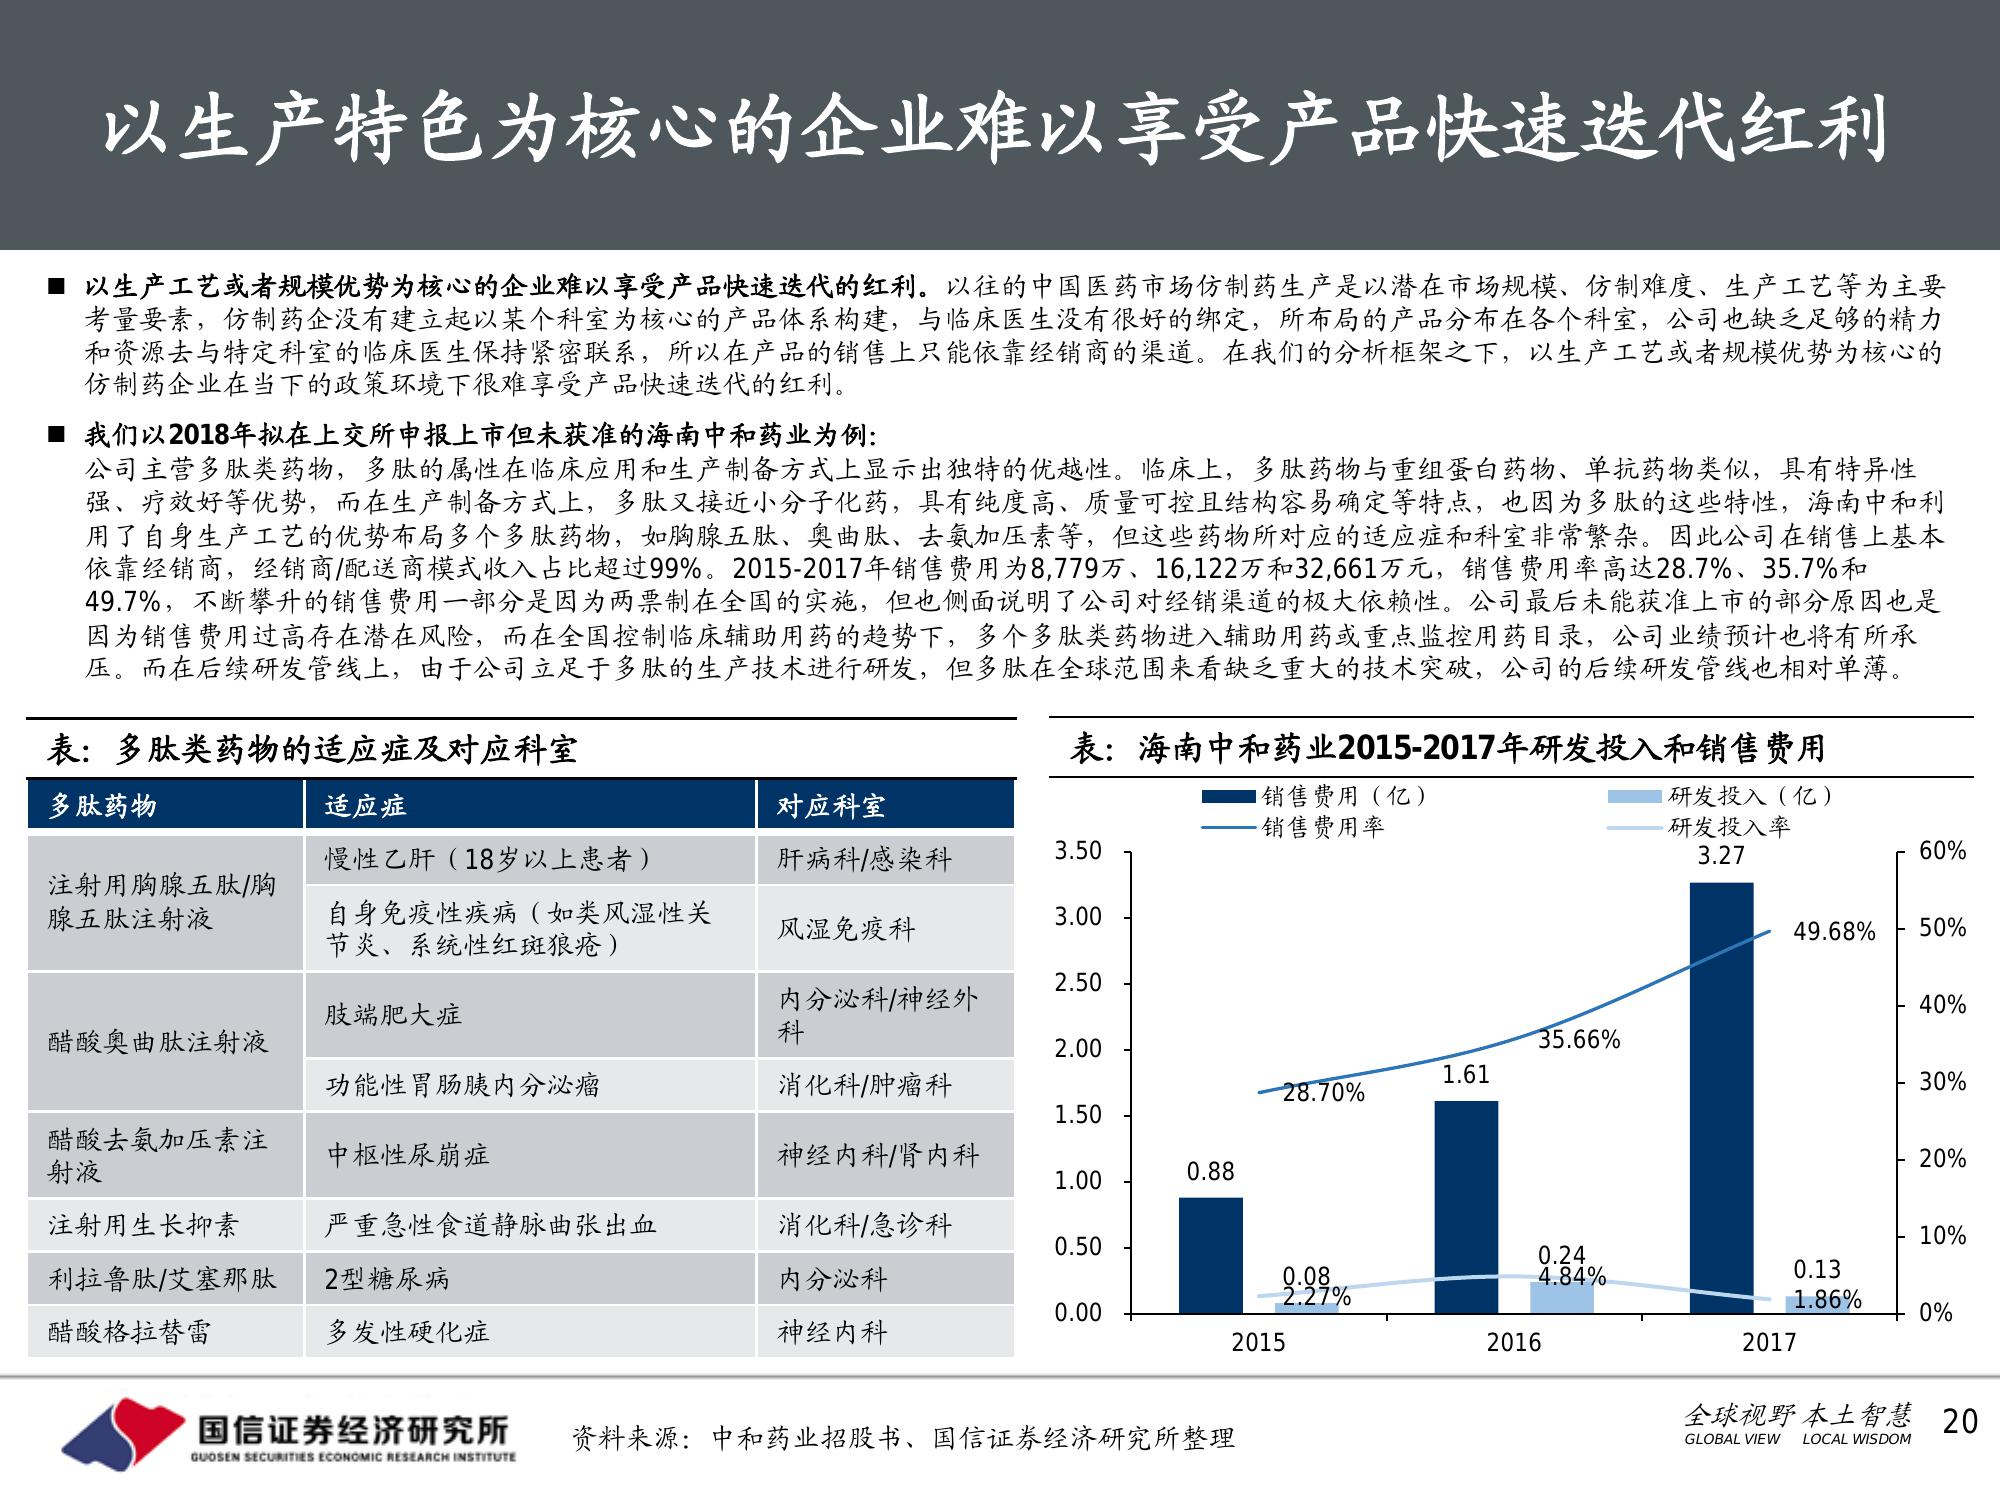 以生产特色为核心的企业难以享受产品快速迭代红利
■ 以生产工艺或者规模优势为核心的企业难以享受产品快速迭代的红利。以往的中国医药市场仿制药生产是以潜在市场规模、仿制难度、生产工艺等为主要
考量要素，仿制药企没有建立起以某个科室为核心的产品体系构建，与临床医生没有很好的绑定，所布局的产品分布在各个科室，公司也缺乏足够的精力
和资源去与特定科室的临床医生保持紧密联系，所以在产品的销售上只能依靠经销商的渠道。在我们的分析框架之下，以生产工艺或者规模优势为核心的
仿制药企业在当下的政策环境下很难享受产品快速迭代的红利。
■ 我们以2018年拟在上交所申报上市但未获准的海南中和药业为例：
公司主营多肽类药物，多肽的属性在临床应用和生产制备方式上显示出独特的优越性。临床上，多肽药物与重组蛋白药物、单抗药物类似，具有特异性
强、疗效好等优势，而在生产制备方式上，多肽又接近小分子化药，具有纯度高、质量可控且结构容易确定等特点，也因为多肽的这些特性，海南中和利
用了自身生产工艺的优势布局多个多肽药物，如胸腺五肽、奥曲肽、去氨加压素等，但这些药物所对应的适应症和科室非常繁杂。因此公司在销售上基本
依靠经销商，经销商/配送商模式收入占比超过99%。2015-2017年销售费用为8,779万、16,122万和32,661万元，销售费用率高达28.7%、35.7%和
49.7%，不断攀升的销售费用一部分是因为两票制在全国的实施，但也侧面说明了公司对经销渠道的极大依赖性。公司最后未能获准上市的部分原因也是
因为销售费用过高存在潜在风险，而在全国控制临床辅助用药的趋势下，多个多肽类药物进入辅助用药或重点监控用药目录，公司业绩预计也将有所承
压。而在后续研发管线上，由于公司立足于多肽的生产技术进行研发，但多肽在全球范围来看缺乏重大的技术突破，公司的后续研发管线也相对单薄。
表：多肽类药物的适应症及对应科室
多肽药物 适应症 对应科室
注射用胸腺五肽/胸
腺五肽注射液
慢性乙肝（18岁以上患者） 肝病科/感染科
自身免疫性疾病（如类风湿性关
节炎、系统性红斑狼疮）
风湿免疫科
醋酸奥曲肽注射液
肢端肥大症
内分泌科/神经外
科
功能性胃肠胰内分泌瘤 消化科/肿瘤科
醋酸去氨加压素注
射液
中枢性尿崩症 神经内科/肾内科
注射用生长抑素 严重急性食道静脉曲张出血 消化科/急诊科
利拉鲁肽/艾塞那肽 2型糖尿病 内分泌科
醋酸格拉替雷 多发性硬化症 神经内科
表：海南中和药业2015-2017年研发投入和销售费用
销售费用（亿） 研发投入（亿）
销售费用率 研发投入率
3.50
3.00
2.50
2.00
1.50
1.00
0.50
0.00
60%
50%
40%
30%
20%
10%
0%
0.88
1.61
3.27
28.70%
35.66%
49.68%
0.08
2.27%
0.24
4.84%
0.13
1.86%
2015 2016 2017
国信证券经济研究所
GUOSEN SECURITIES ECONOMIC RESEARCH INSTITUTE
资料来源：中和药业招股书、国信证券经济研究所整理
全球视野 本土智慧
GLOBAL VIEW LOCAL WISDOM
20